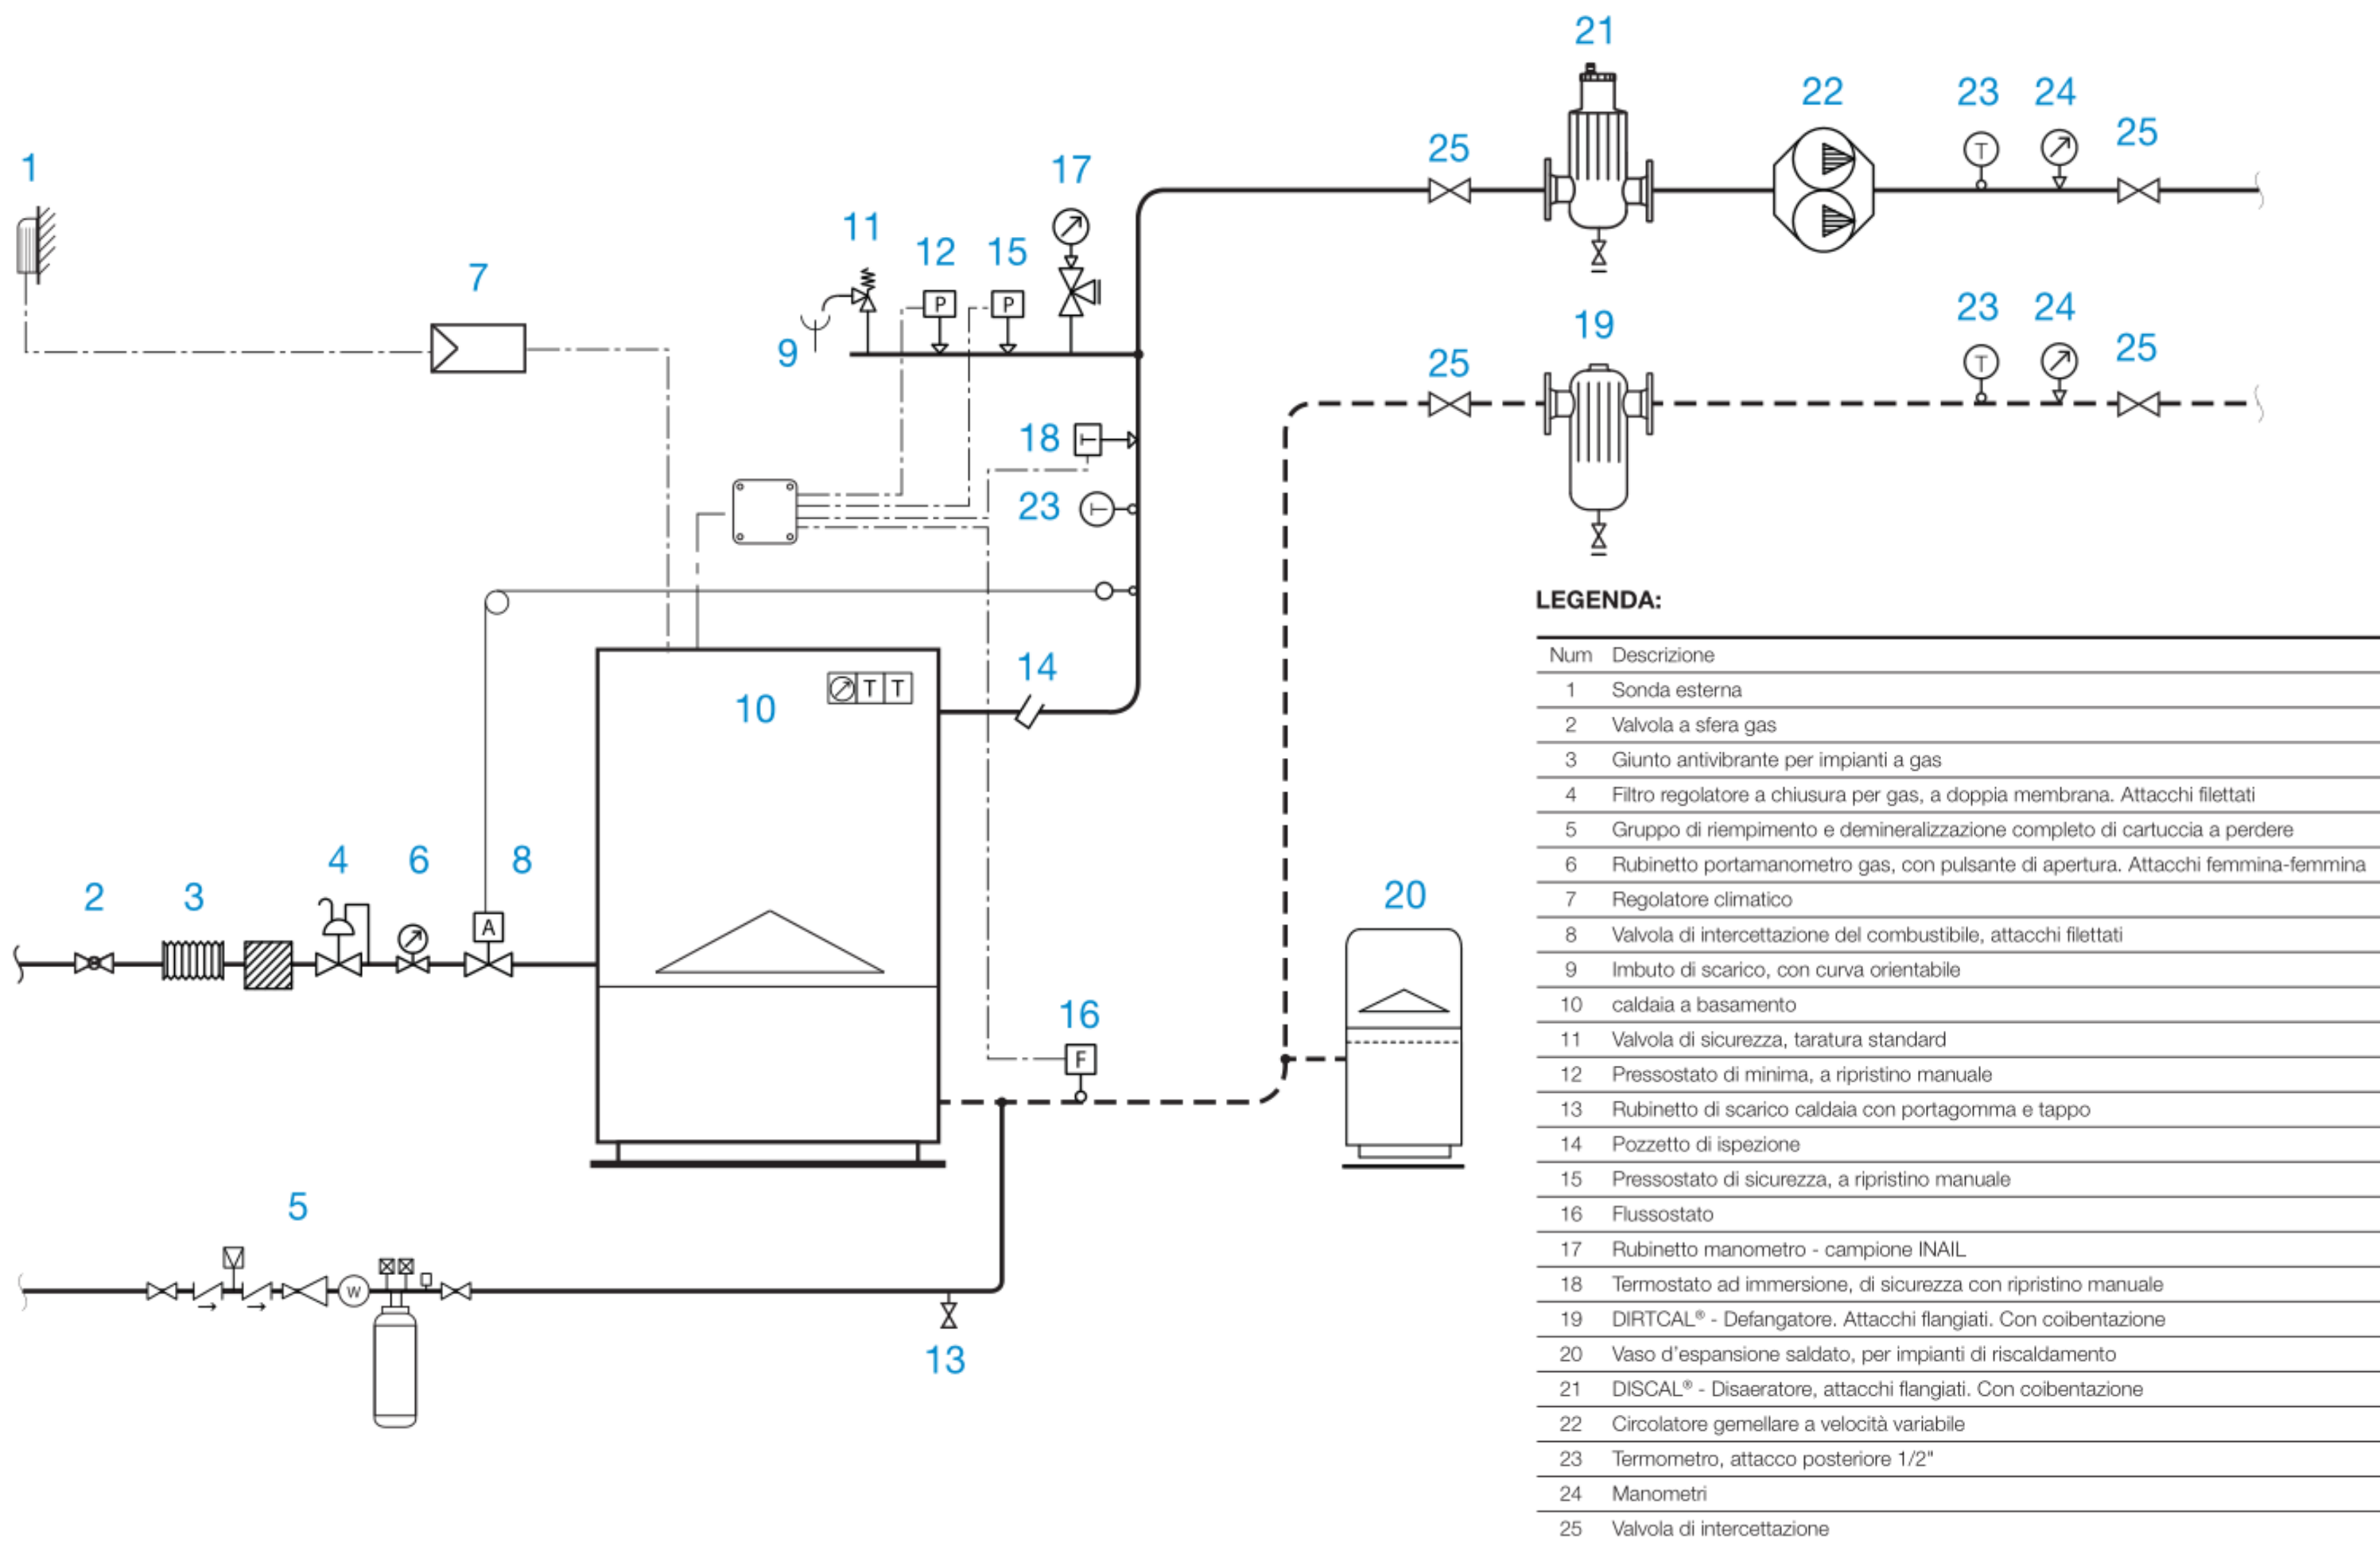 21
22
23
24
25
25
17
1
11
12
15
7
P
P
T
9
23
24
25
19
25
T
18
T
23
T
LEGENDA:
Num Descrizione
1 Sonda esterna
2 Valvola a sfera gas
3 Giunto antivibrante per impianti a gas
4 Filtro regolatore a chiusura per gas, a doppia membrana. Attacchi filettati
5 Gruppo di riempimento e demineralizzazione completo di cartuccia a perdere
6 Rubinetto portamanometro gas, con pulsante di apertura. Attacchi femmina-femmina
7 Regolatore climatico
8 Valvola di intercettazione del combustibile, attacchi filettati
9 Imbuto di scarico, con curva orientabile
10 caldaia a basamento
11 Valvola di sicurezza, taratura standard
12 Pressostato di minima, a ripristino manuale
13 Rubinetto di scarico caldaia con portagomma e tappo
14 Pozzetto di ispezione
15 Pressostato di sicurezza, a ripristino manuale
16 Flussostato
17 Rubinetto manometro - campione INAIL
18 Termostato ad immersione, di sicurezza con ripristino manuale
19 DIRTCAL® - Defangatore. Attacchi flangiati. Con coibentazione
20 Vaso d'espansione saldato, per impianti di riscaldamento
21 DISCAL® - Disaeratore, attacchi flangiati. Con coibentazione
22 Circolatore gemellare a velocità variabile
23 Termometro, attacco posteriore 1/2"
24 Manometri
25 Valvola di intercettazione
14
10
T T
4
6
8
2
3
A
20
16
F
5
W
13